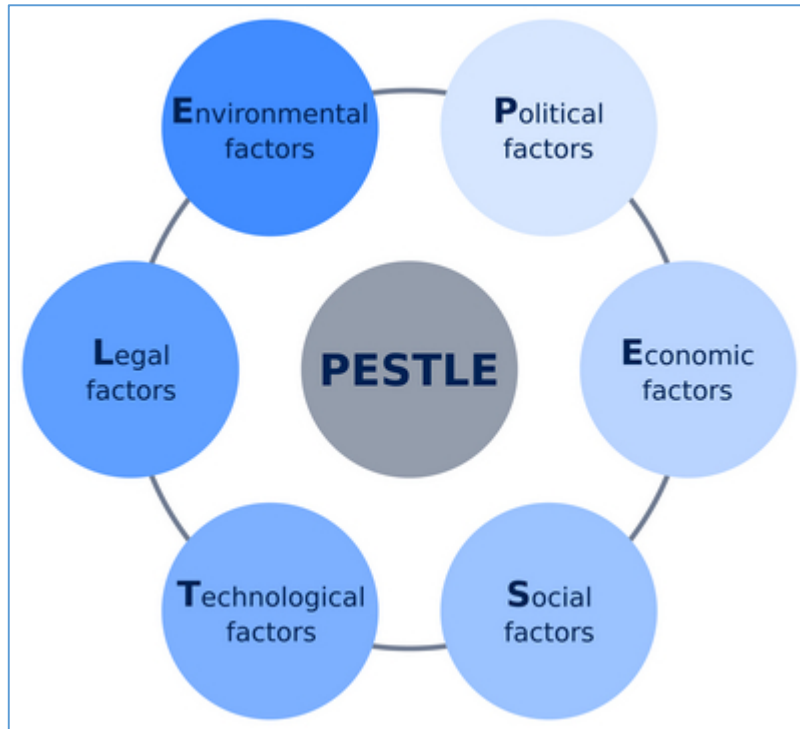 PESTLE
Political
factors
Economic
factors
Social
factors
Technological
factors
Legal
factors
Environmental
factors